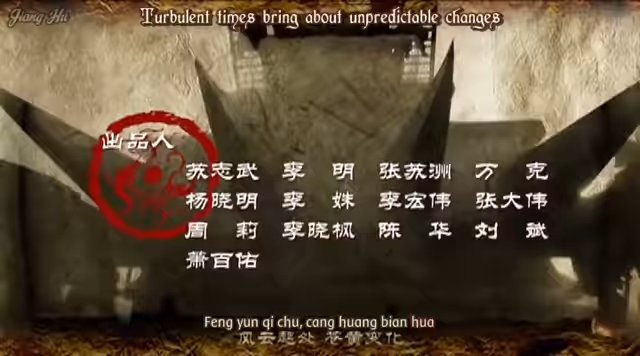 Jiang Hu
Turbulent times bring about unpredictable changes
出品人
苏志武 李 明 张苏洲 万 克
杨晓明 李 姝 李宏伟 张大伟
周 莉 李晓枫 陈 华 刘 斌
萧百佑
Feng yun qi chu, cang huang bian hua
风云起处 苍黄变化